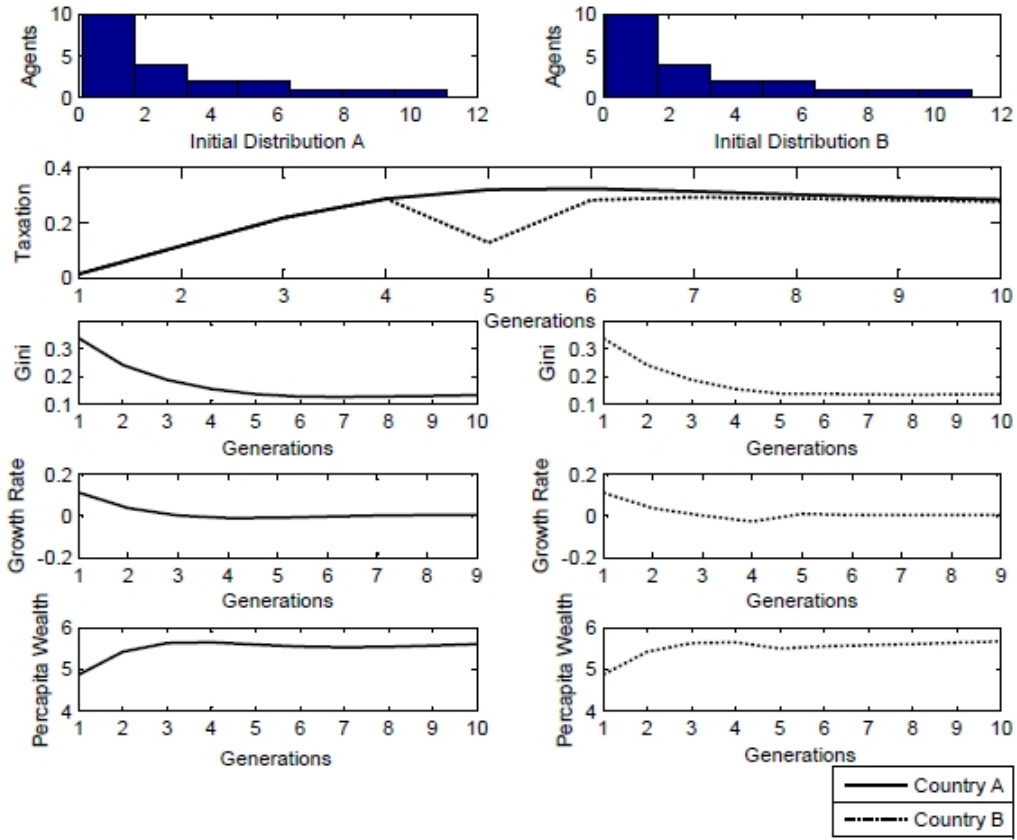 10
5
0
Agents
0 2 4 6 8 10 12
Initial Distribution A
10
5
0
Agents
0 2 4 6 8 10 12
Initial Distribution B
0.4
0.2
0
Taxation
1 2 3 4 5 6 7 8 9 10
Generations
0.3
0.2
0.1
Gini
1 2 3 4 5 6 7 8 9 10
Generations
0.3
0.2
0.1
Gini
1 2 3 4 5 6 7 8 9 10
Generations
0.2
0
-0.2
Growth Rate
1 2 3 4 5 6 7 8 9
Generations
0.2
0
-0.2
Growth Rate
1 2 3 4 5 6 7 8 9
Generations
6
5
4
Percapita Wealth
1 2 3 4 5 6 7 8 9 10
Generations
6
5
4
Percapita Wealth
1 2 3 4 5 6 7 8 9 10
Generations
Country A
Country B